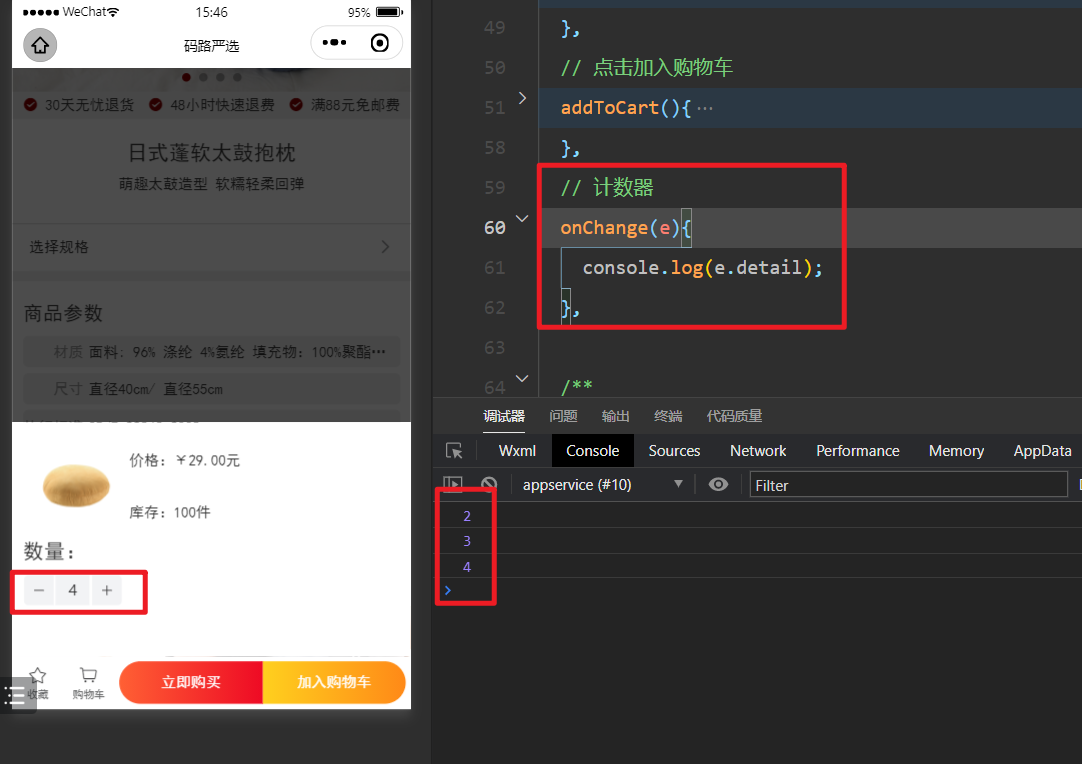 WeChat 15:46 95%
码路严选
30天无忧退货 48小时快速退费 满88元免邮费
日式蓬软太鼓抱枕
萌趣太鼓造型 软糯轻柔回弹
选择规格
商品参数
材质 面料：96% 涤纶 4%氨纶 填充物：100%聚酯…
尺寸 直径40cm/ 直径55cm
价格：￥29.00元
库存：100件
数量：
− 4 +
收藏
购物车
立即购买
加入购物车
49 },
50 // 点击加入购物车
51 addToCart(){ ···
58 },
59 // 计数器
60 onChange(e){
61 console.log(e.detail);
62 },
63
64 /**
调试器 问题 输出 终端 代码质量
Wxml Console Sources Network Performance Memory AppData
appservice (#10) Filter
2
3
4